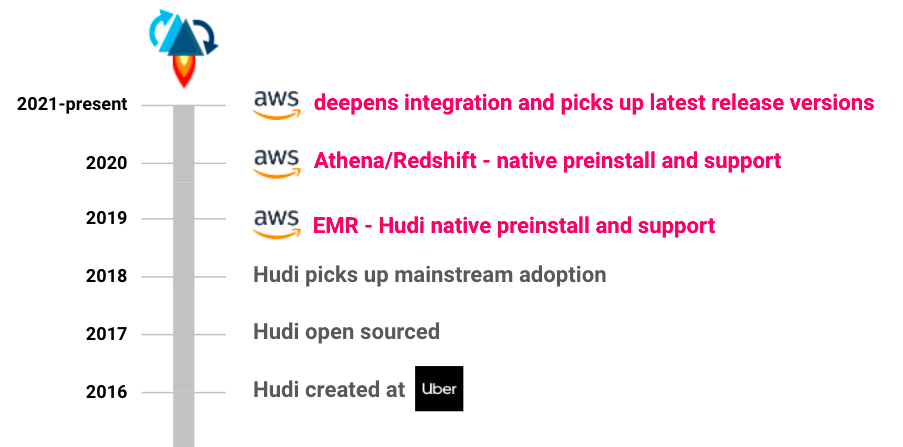 2021-present aws deepens integration and picks up latest release versions
2020 aws Athena/Redshift - native preinstall and support
2019 aws EMR - Hudi native preinstall and support
2018 Hudi picks up mainstream adoption
2017 Hudi open sourced
2016 Hudi created at Uber